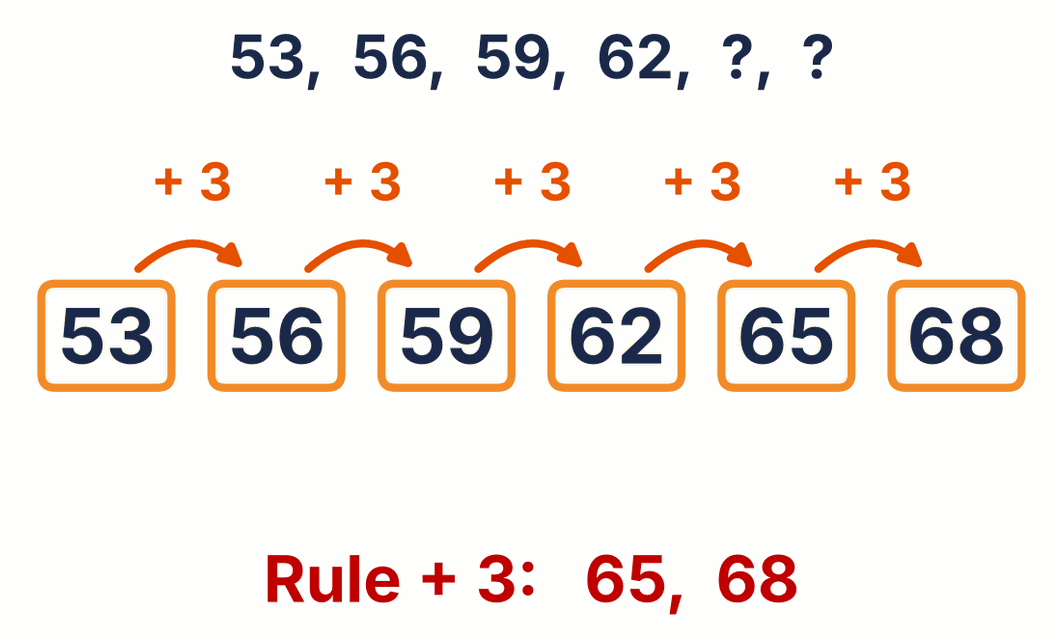 53, 56, 59, 62, ?, ?
+ 3 + 3 + 3 + 3 + 3
53 56 59 62 65 68
Rule + 3: 65, 68